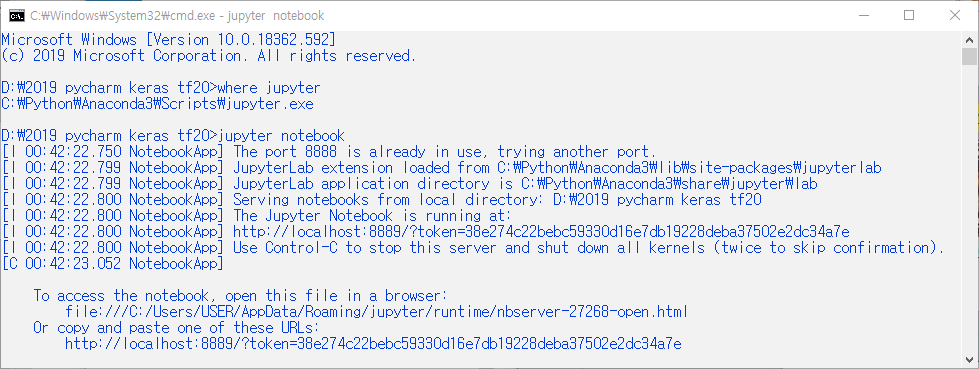 C:₩Windows₩System32₩cmd.exe - jupyter  notebook
Microsoft Windows [Version 10.0.18362.592]
(c) 2019 Microsoft Corporation. All rights reserved.
D:₩2019 pycharm keras tf20>where jupyter
C:₩Python₩Anaconda3₩Scripts₩jupyter.exe
D:₩2019 pycharm keras tf20>jupyter notebook
[I 00:42:22.750 NotebookApp] The port 8888 is already in use, trying another port.
[I 00:42:22.799 NotebookApp] JupyterLab extension loaded from C:₩Python₩Anaconda3₩lib₩site-packages₩jupyterlab
[I 00:42:22.799 NotebookApp] JupyterLab application directory is C:₩Python₩Anaconda3₩share₩jupyter₩lab
[I 00:42:22.800 NotebookApp] Serving notebooks from local directory: D:₩2019 pycharm keras tf20
[I 00:42:22.800 NotebookApp] The Jupyter Notebook is running at:
[I 00:42:22.800 NotebookApp] http://localhost:8889/?token=38e274c22bebc59330d16e7db19228deba37502e2dc34a7e
[I 00:42:22.800 NotebookApp] Use Control-C to stop this server and shut down all kernels (twice to skip confirmation).
[C 00:42:23.052 NotebookApp]
To access the notebook, open this file in a browser:
file:///C:/Users/USER/AppData/Roaming/jupyter/runtime/nbserver-27268-open.html
Or copy and paste one of these URLs:
http://localhost:8889/?token=38e274c22bebc59330d16e7db19228deba37502e2dc34a7e